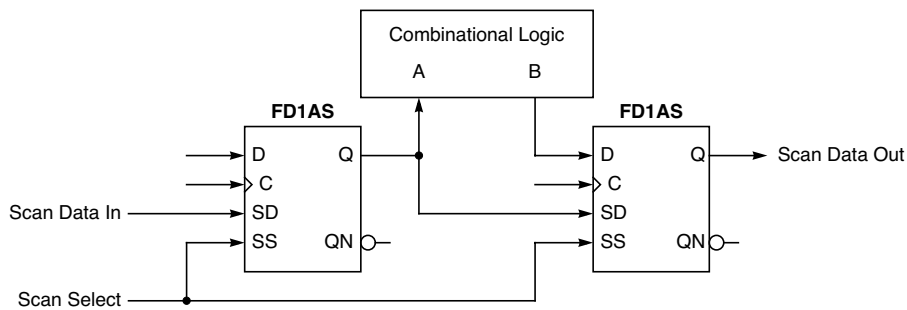 Combinational Logic
A B
FD1AS
FD1AS
D Q
C
SD
SS QN
D Q
C
SD
SS QN
Scan Data In
Scan Select
Scan Data Out